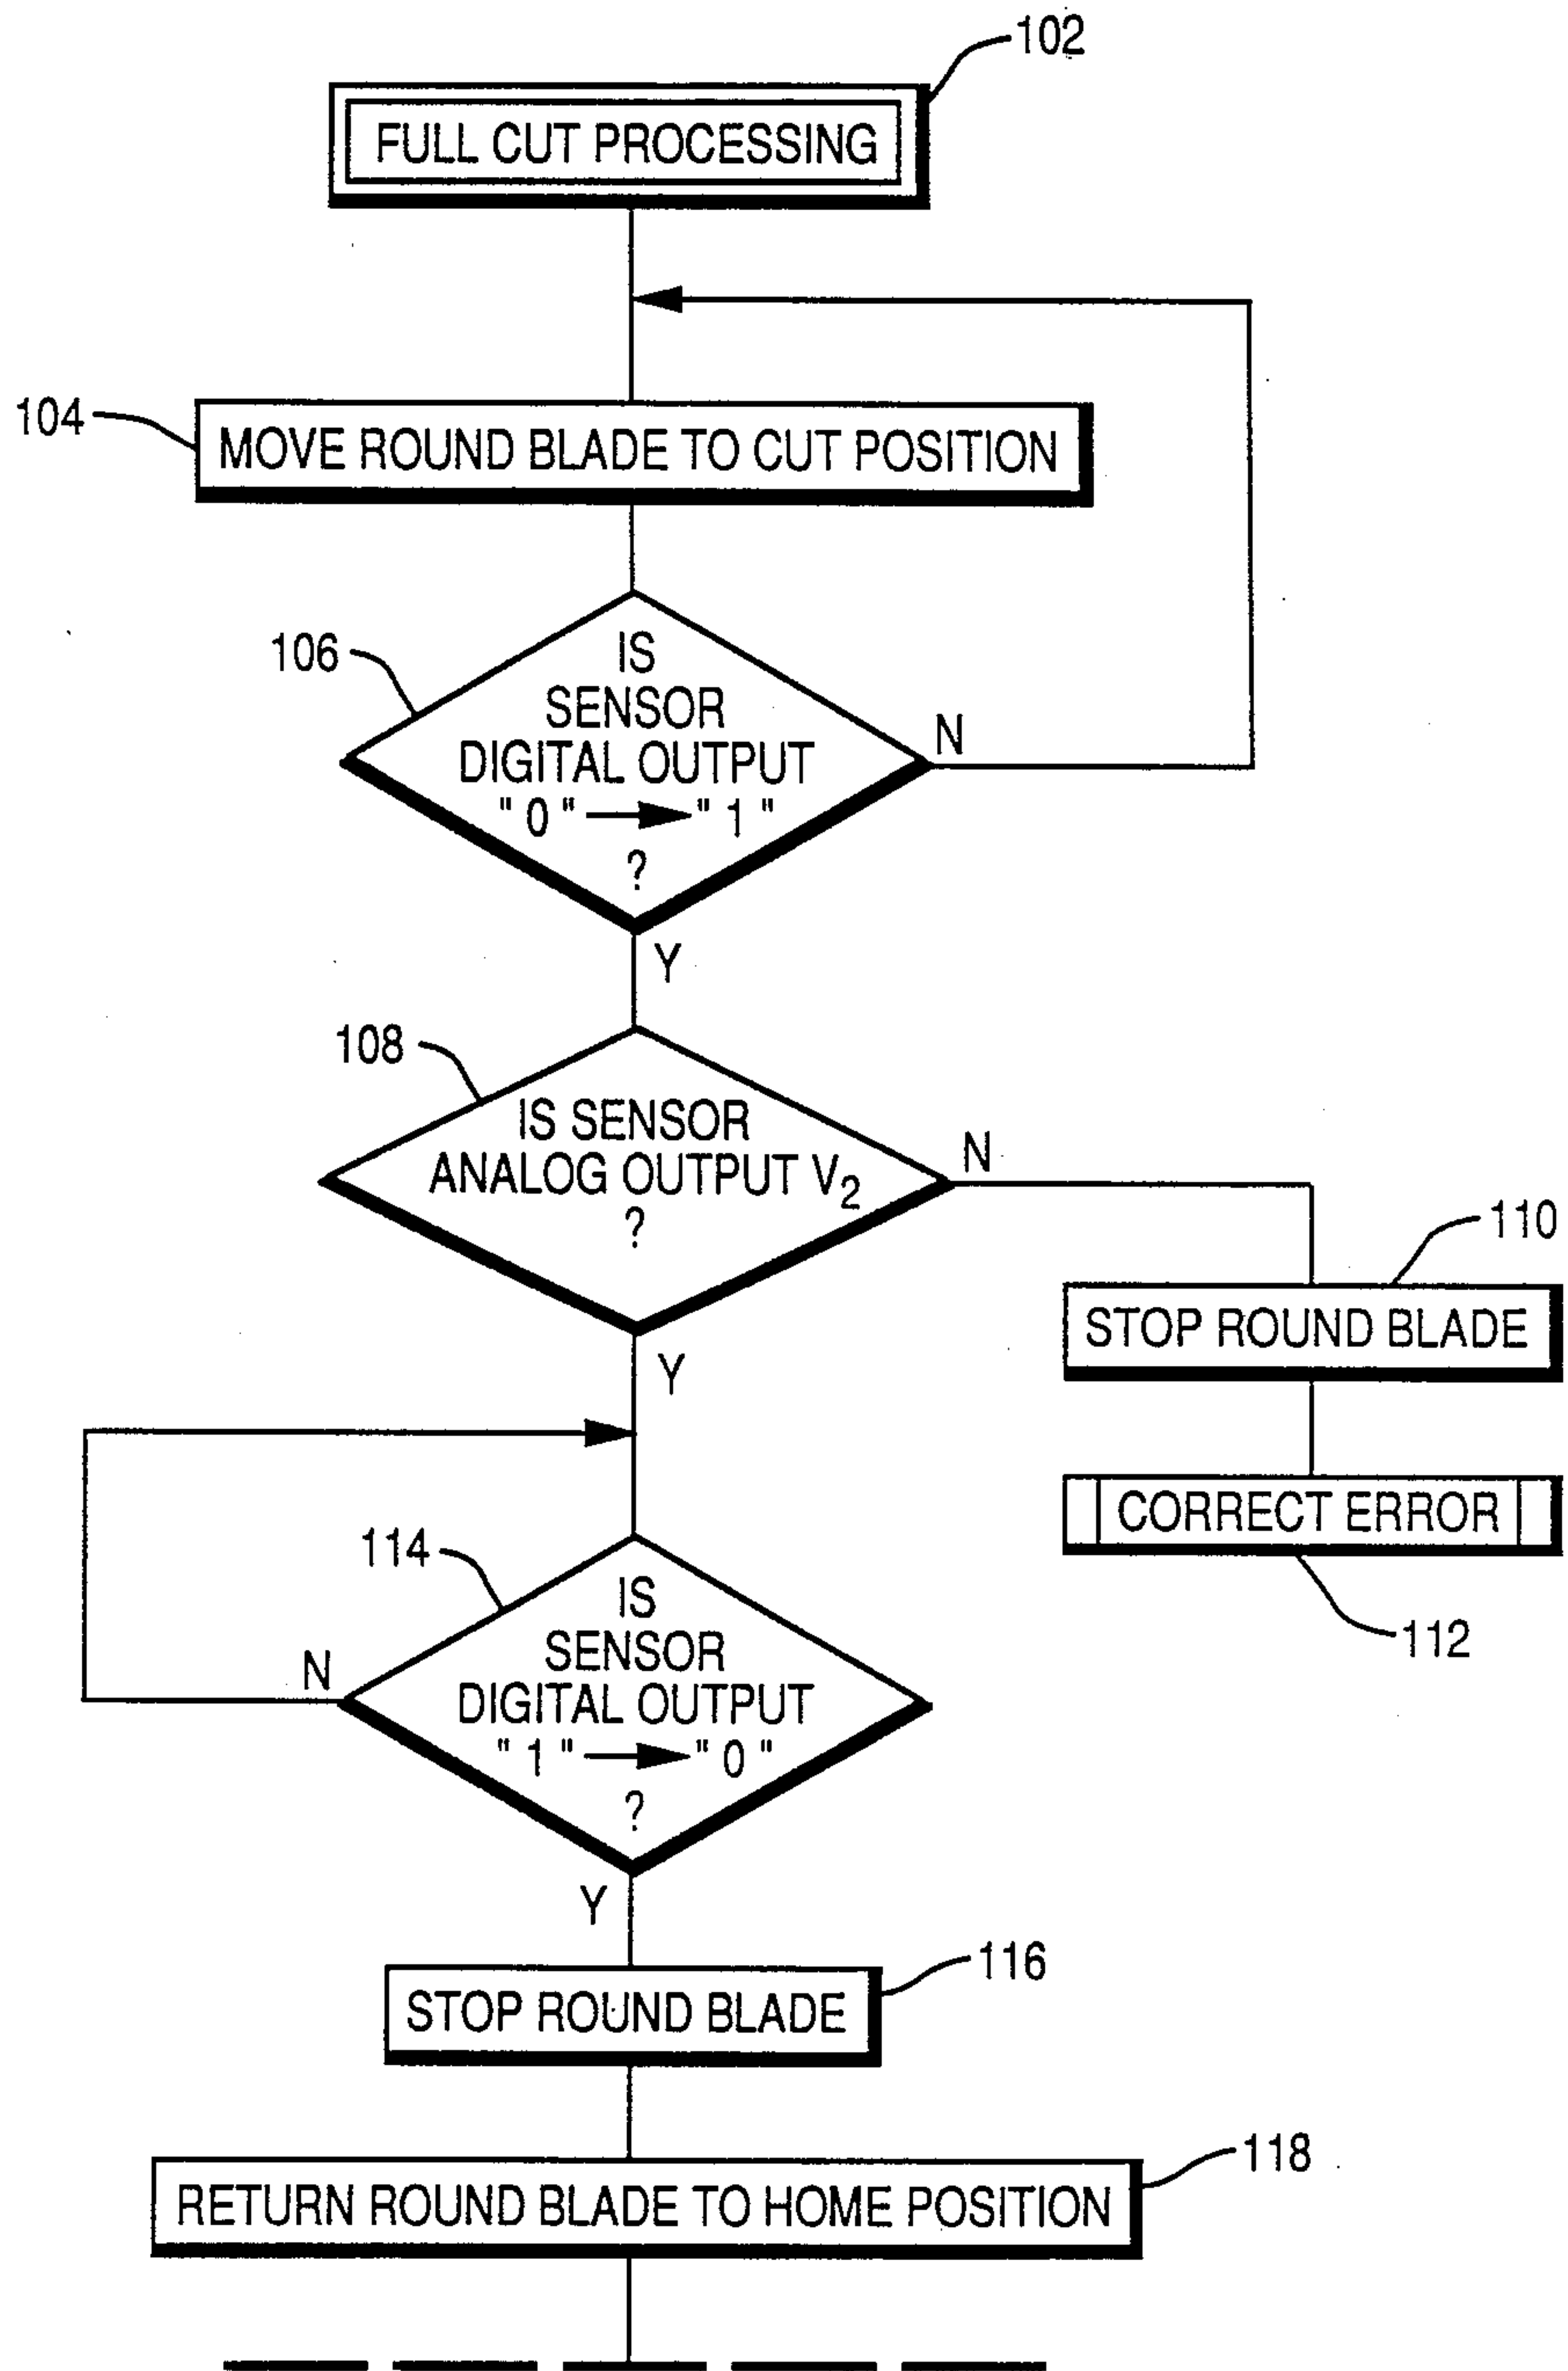 102
FULL CUT PROCESSING
104
MOVE ROUND BLADE TO CUT POSITION
106
IS
SENSOR
DIGITAL OUTPUT
" 0 " → " 1 "
?
N
Y
108
IS SENSOR
ANALOG OUTPUT V₂
?
N
110
STOP ROUND BLADE
Y
CORRECT ERROR
112
114
IS
SENSOR
DIGITAL OUTPUT
" 1 " → " 0 "
?
N
Y
116
STOP ROUND BLADE
118
RETURN ROUND BLADE TO HOME POSITION